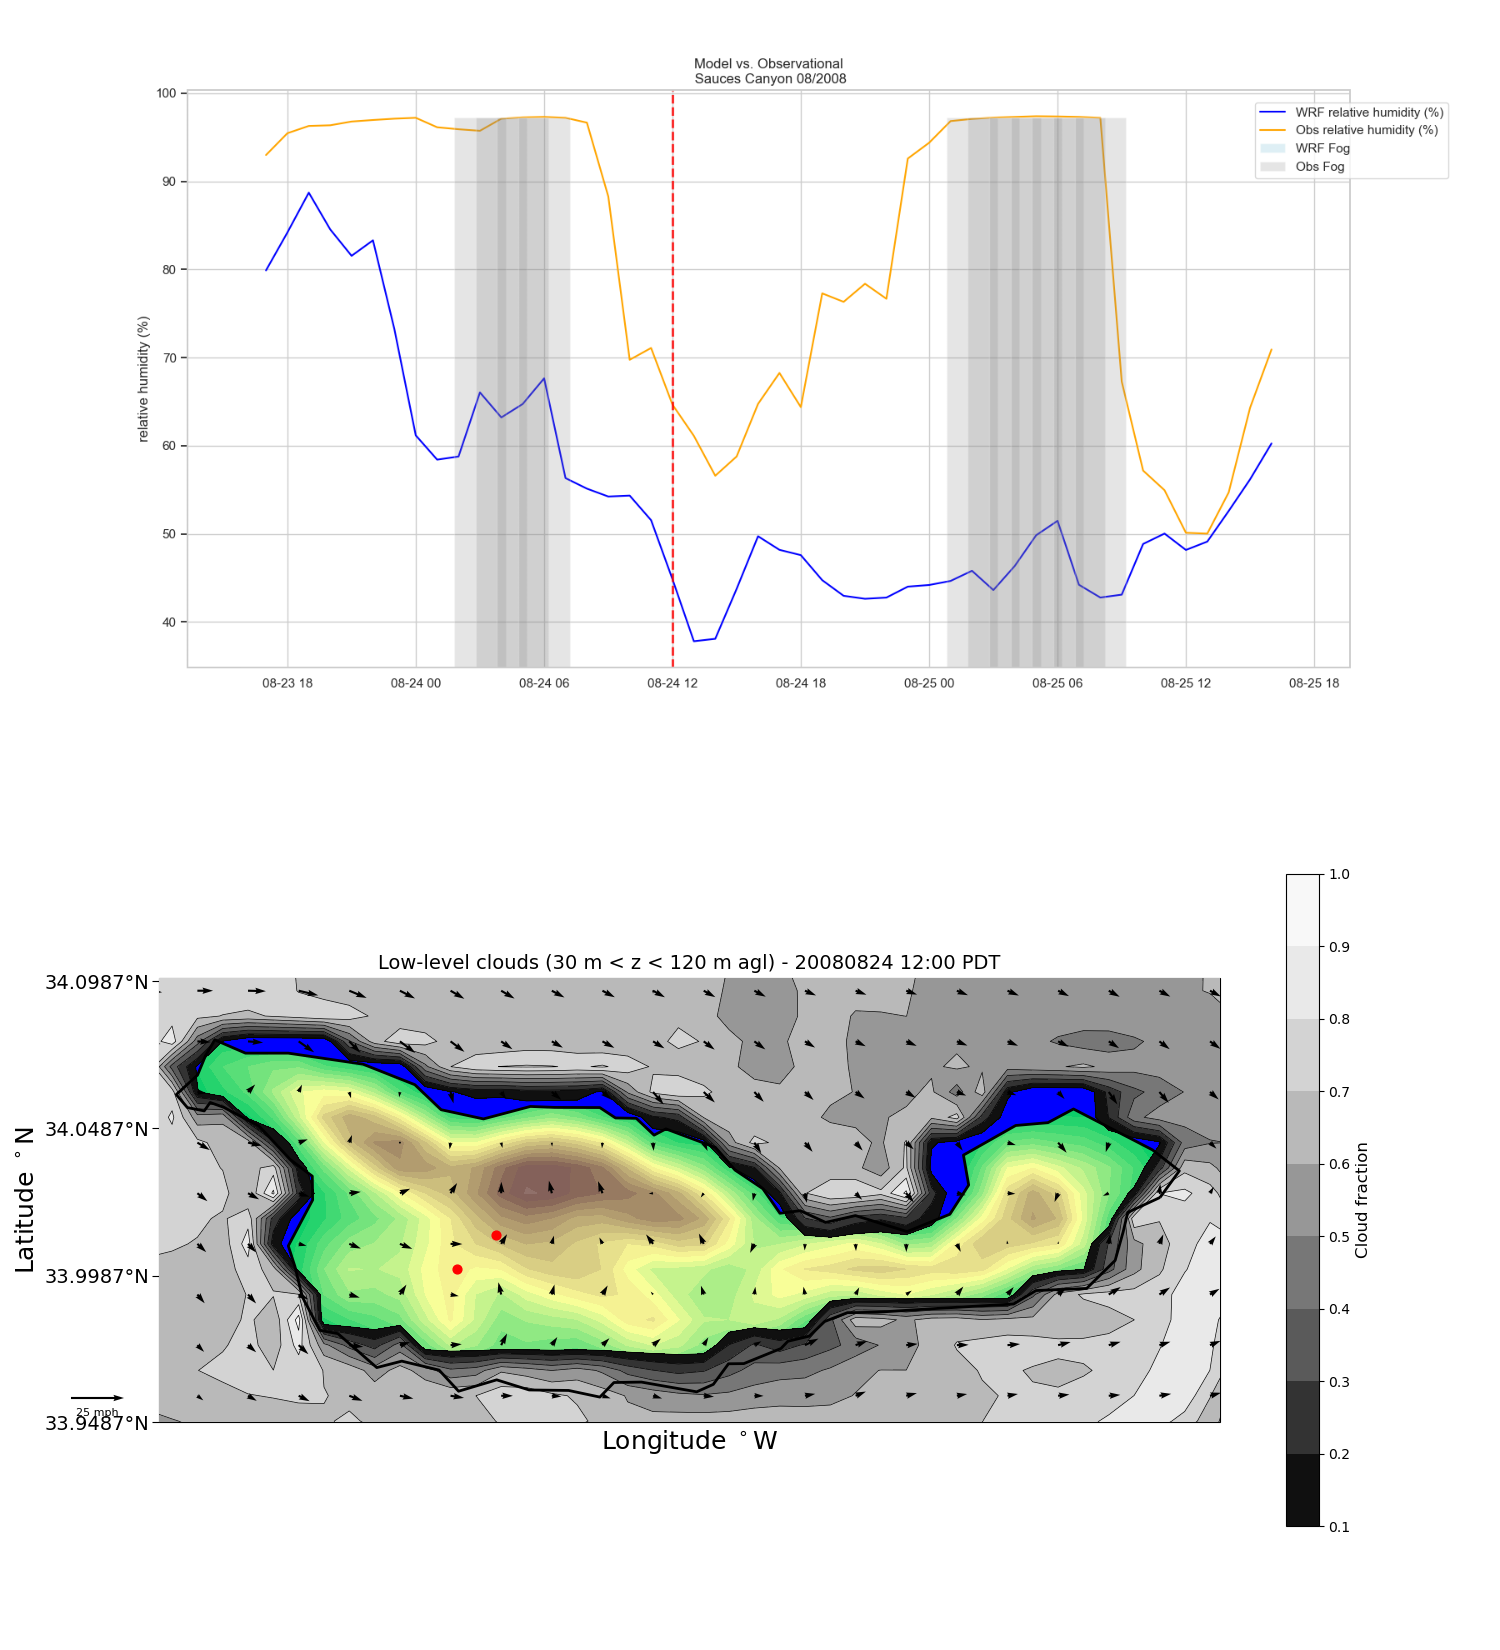 Model vs. Observational
Sauces Canyon 08/2008
100
90
80
70
60
50
40
relative humidity (%)
WRF relative humidity (%)
Obs relative humidity (%)
WRF Fog
Obs Fog
08-23 18
08-24 00
08-24 06
08-24 12
08-24 18
08-25 00
08-25 06
08-25 12
08-25 18
Low-level clouds (30 m < z < 120 m agl) - 20080824 12:00 PDT
34.0987°N
34.0487°N
33.9987°N
33.9487°N
Latitude °N
25 mph
Longitude °W
1.0
0.9
0.8
0.7
0.6
0.5
0.4
0.3
0.2
0.1
Cloud fraction